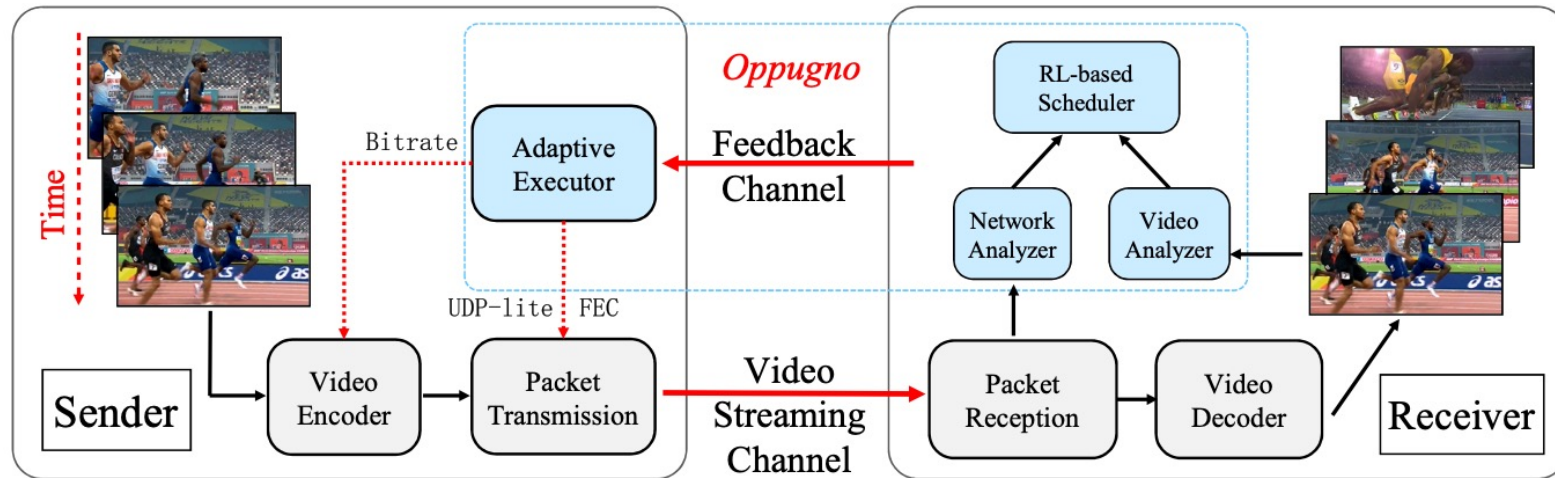 Time
Oppugno
RL-based
Scheduler
Bitrate
Adaptive
Executor
Feedback
Channel
Network
Analyzer
Video
Analyzer
UDP-lite FEC
Sender
Video
Encoder
Packet
Transmission
Video
Streaming
Channel
Packet
Reception
Video
Decoder
Receiver